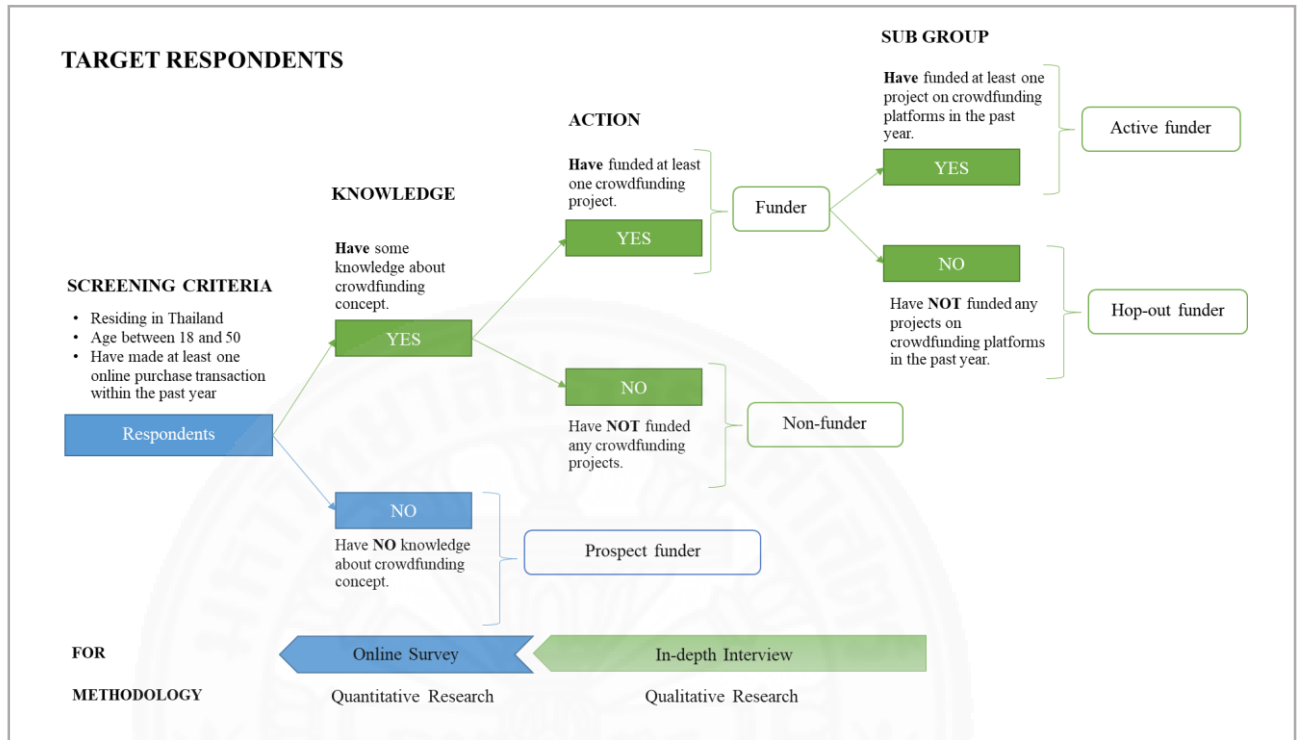 TARGET RESPONDENTS
SUB GROUP
Have funded at least one
project on crowdfunding
platforms in the past
year.
YES
Active funder
ACTION
Have funded at least
one crowdfunding
project.
YES
Funder
KNOWLEDGE
Have some
knowledge about
crowdfunding
concept.
YES
NO
Have NOT funded any
projects on
crowdfunding platforms
in the past year.
Hop-out funder
SCREENING CRITERIA
• Residing in Thailand
• Age between 18 and 50
• Have made at least one
online purchase transaction
within the past year
Respondents
NO
Have NOT funded
any crowdfunding
projects.
Non-funder
NO
Have NO knowledge
about crowdfunding
concept.
Prospect funder
FOR
Online Survey
In-depth Interview
METHODOLOGY
Quantitative Research
Qualitative Research